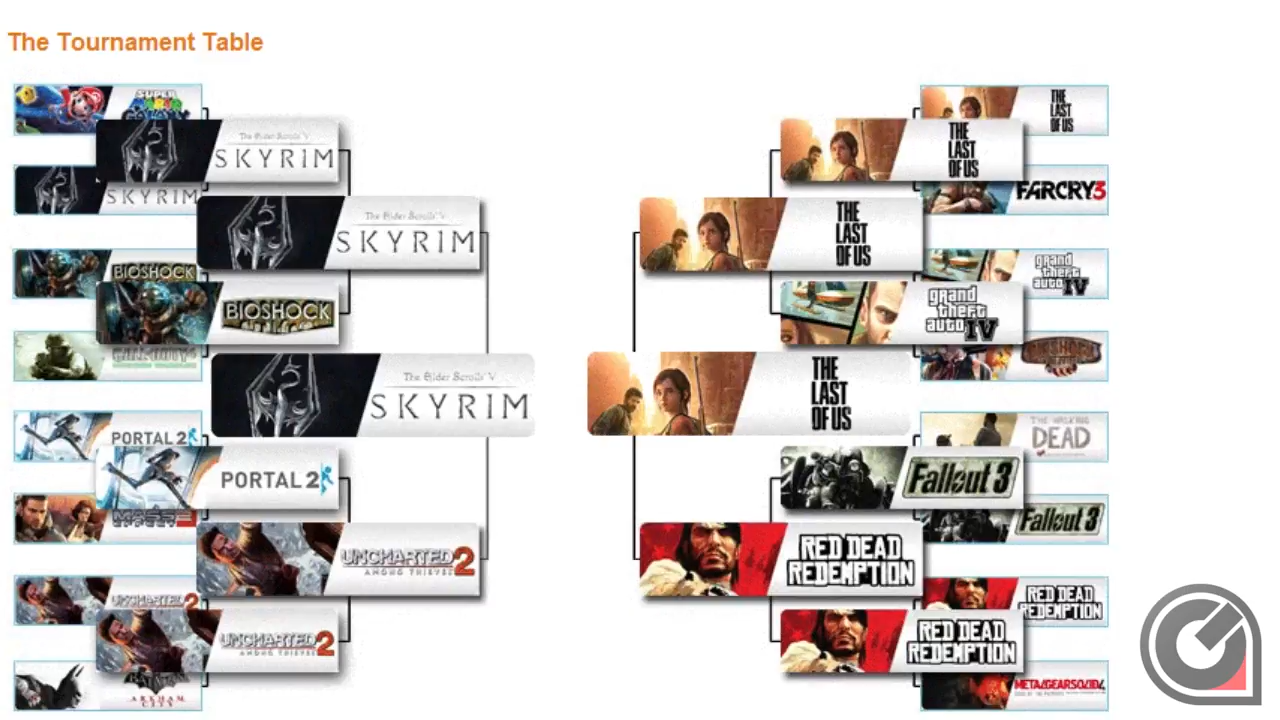 The Tournament Table
SUPER
MARIO
GALAXY
The Elder Scrolls V
SKYRIM
SKYRIM
The Elder Scrolls V
SKYRIM
BIOSHOCK
BIOSHOCK
The Elder Scrolls V
SKYRIM
PORTAL 2
PORTAL 2
MASS
EFFECT
UNCHARTED 2
AMONG THIEVES
UNCHARTED 2
UNCHARTED 2
AMONG THIEVES
BATMAN
ARKHAM
CITY
THE
LAST
OF US
THE
LAST
OF US
FARCRY 3
THE
LAST
OF US
grand
theft
auto IV
grand
theft
auto IV
BIOSHOCK
THE
LAST
OF US
THE WALKING
DEAD
Fallout 3
Fallout 3
RED DEAD
REDEMPTION
RED DEAD
REDEMPTION
RED DEAD
REDEMPTION
METAL GEAR SOLID 4